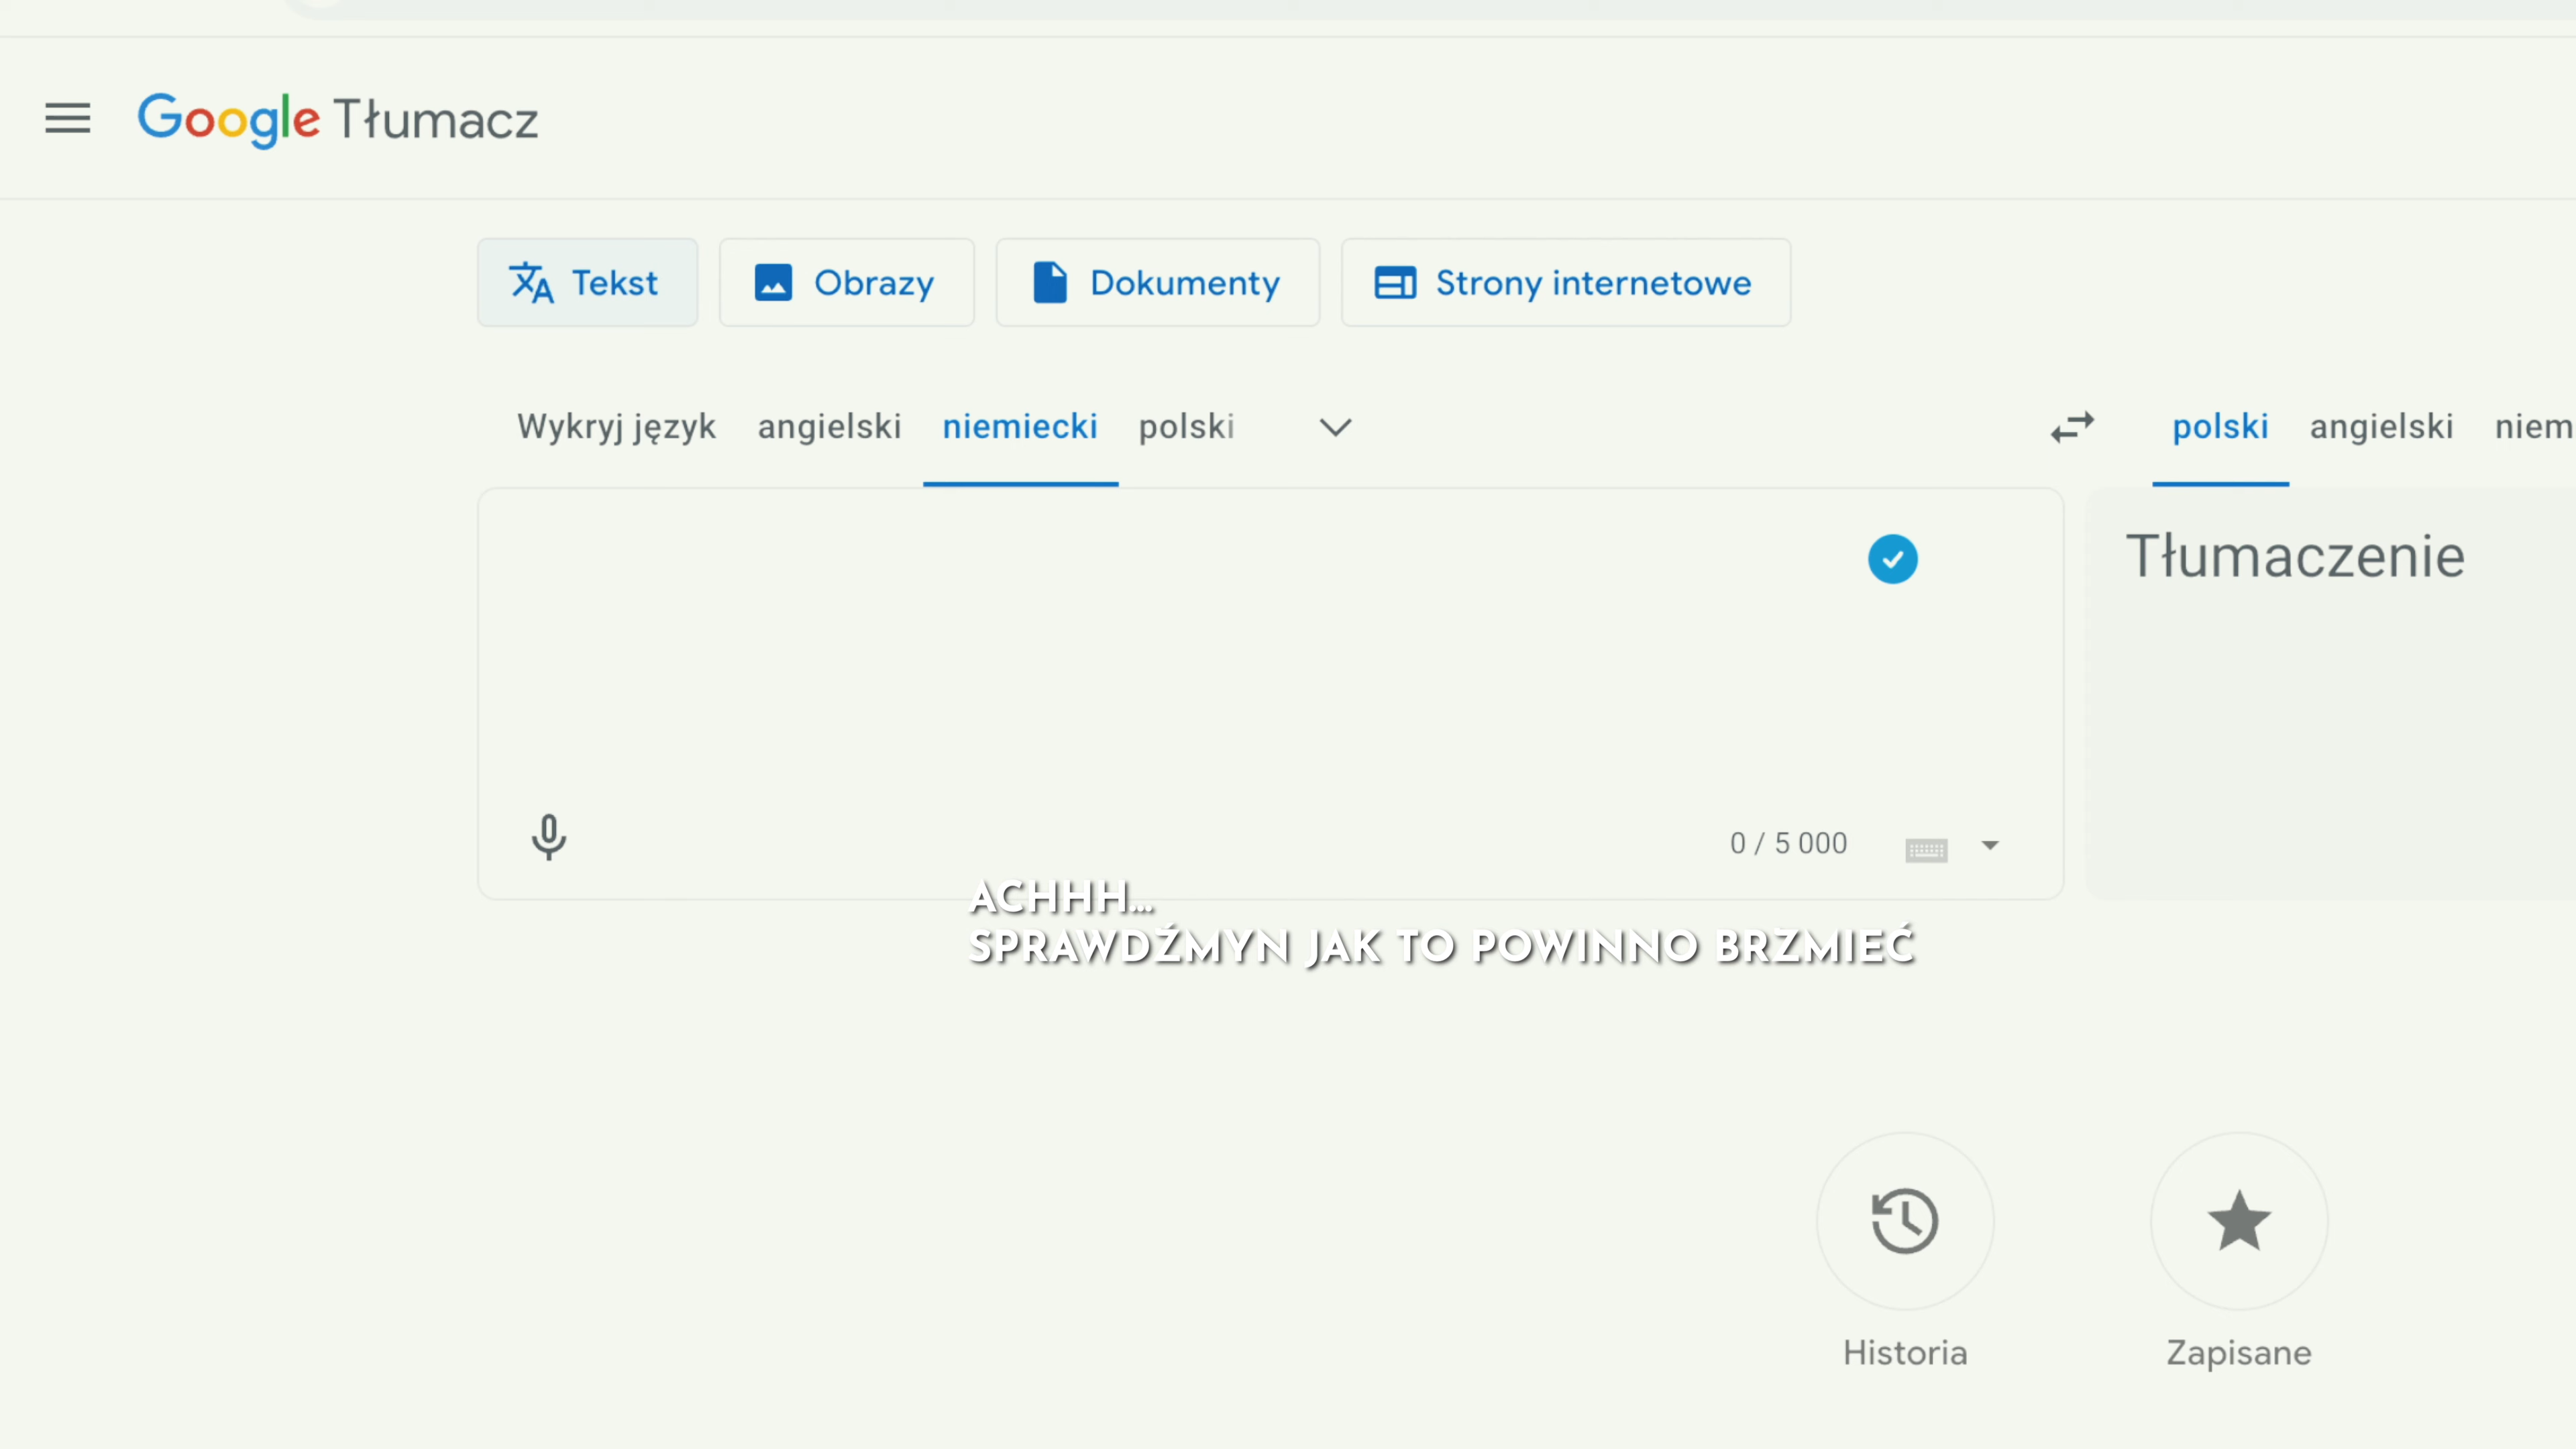 Google Tłumacz
Tekst
Obrazy
Dokumenty
Strony internetowe
Wykryj język
angielski
niemiecki
polski
polski
angielski
niem
Tłumaczenie
0 / 5 000
ACHHH...
SPRAWDŹMYN JAK TO POWINNO BRZMIEĆ
Historia
Zapisane